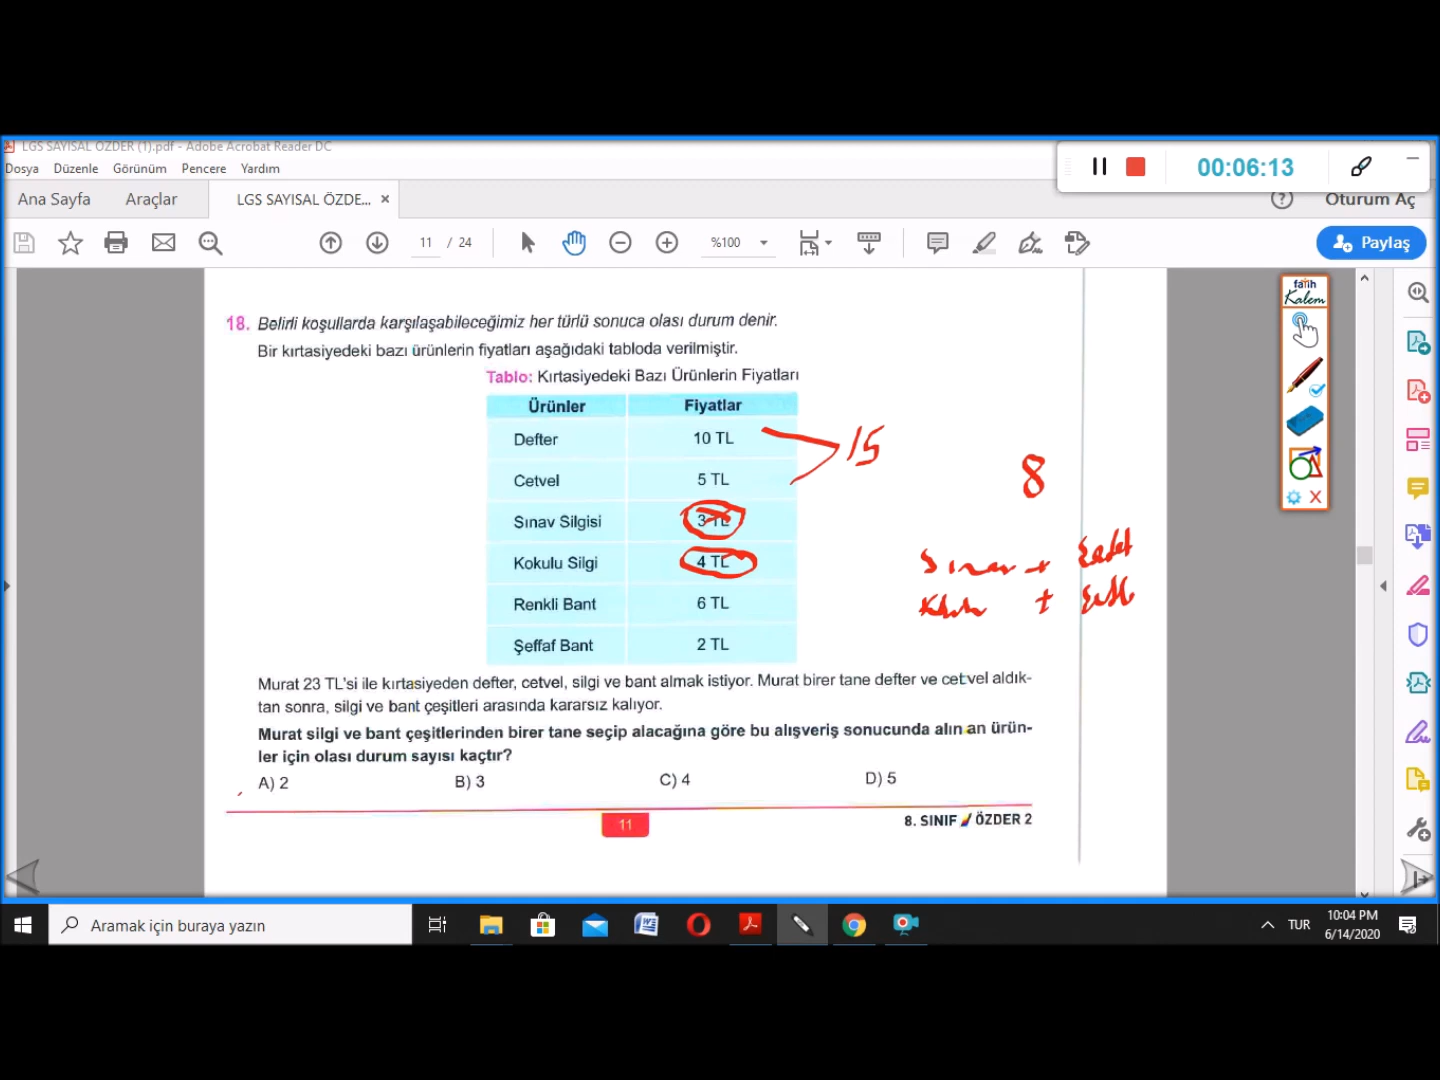 LGS SAYISAL ÖZDER (1).pdf - Adobe Acrobat Reader DC
Dosya Düzenle Görünüm Pencere Yardım
00:06:13
Ana Sayfa Araçlar LGS SAYISAL ÖZDE... × ? Oturum Aç
11 / 24 %100 Paylaş
fatih
Kalem
18. Belirli koşullarda karşılaşabileceğimiz her türlü sonuca olası durum denir.
Bir kırtasiyedeki bazı ürünlerin fiyatları aşağıdaki tabloda verilmiştir.
Tablo: Kırtasiyedeki Bazı Ürünlerin Fiyatları
Ürünler Fiyatlar
Defter 10 TL
15
Cetvel 5 TL
8
Sınav Silgisi 3 TL
Kokulu Silgi 4 TL
Sınav +
Renkli Bant 6 TL
+
Şeffaf Bant 2 TL
Murat 23 TL'si ile kırtasiyeden defter, cetvel, silgi ve bant almak istiyor. Murat birer tane defter ve cetvel aldık-
tan sonra, silgi ve bant çeşitleri arasında kararsız kalıyor.
Murat silgi ve bant çeşitlerinden birer tane seçip alacağına göre bu alışveriş sonucunda alınan ürün-
ler için olası durum sayısı kaçtır?
A) 2 B) 3 C) 4 D) 5
11
8. SINIF ÖZDER 2
Aramak için buraya yazın
TUR
10:04 PM
6/14/2020